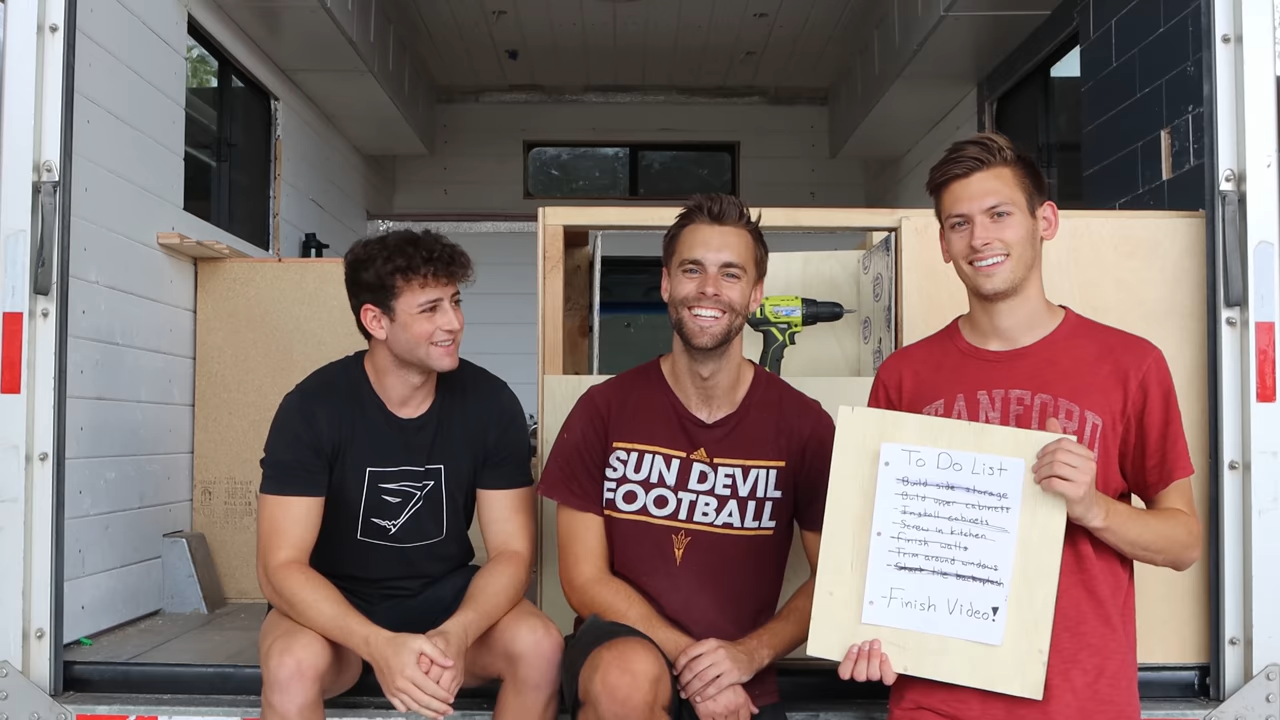 SUN DEVIL
FOOTBALL
STANFORD
To Do List
Build side storage
Build upper cabinets
Install cabinets
Screw in kitchen
Finish walls
Trim around windows
- Start tile backsplash
- Finish Video!